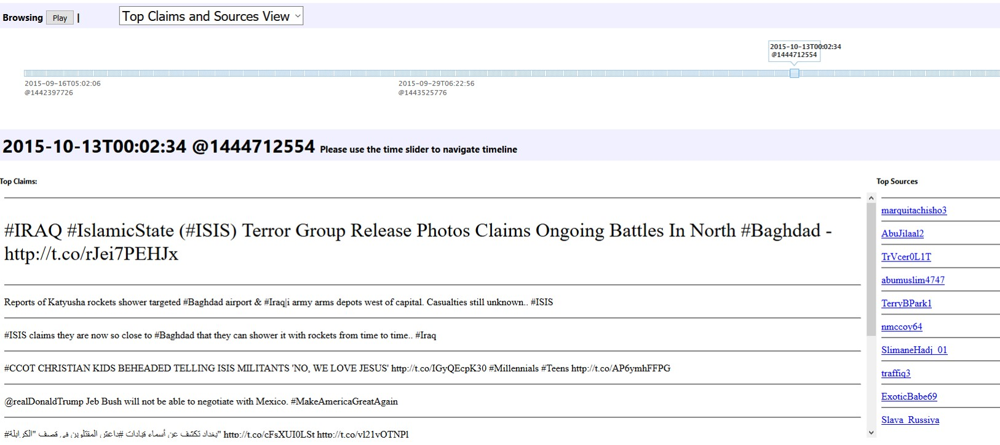 Browsing Play | Top Claims and Sources View
2015-10-13T00:02:34
@1444712554
2015-09-16T05:02:06
@1442397726
2015-09-29T06:22:56
@1443525776
2015-10-13T00:02:34 @1444712554 Please use the time slider to navigate timeline
Top Claims:
#IRAQ #IslamicState (#ISIS) Terror Group Release Photos Claims Ongoing Battles In North #Baghdad -
http://t.co/rJei7PEHJx
Reports of Katyusha rockets shower targeted #Baghdad airport & #Iraq|i army arms depots west of capital. Casualties still unknown.. #ISIS
#ISIS claims they are now so close to #Baghdad that they can shower it with rockets from time to time.. #Iraq
#CCOT CHRISTIAN KIDS BEHEADED TELLING ISIS MILITANTS 'NO, WE LOVE JESUS' http://t.co/IGyQEcpK30 #Millennials #Teens http://t.co/AP6ymhFFPG
@realDonaldTrump Jeb Bush will not be able to negotiate with Mexico. #MakeAmericaGreatAgain
#بغداد تكشف عن أسماء قيادات #داعش المقتلوين في قصف "الكرابلة" http://t.co/cFsXUI0LSt http://t.co/vl21vOTNPl
Top Sources
marquitachisho3
AbuJilaal2
TrVcer0L1T
abumuslim4747
TerryBPark1
nmccoy64
SlimaneHadj_01
traffiq3
ExoticBabe69
Slava_Russiya